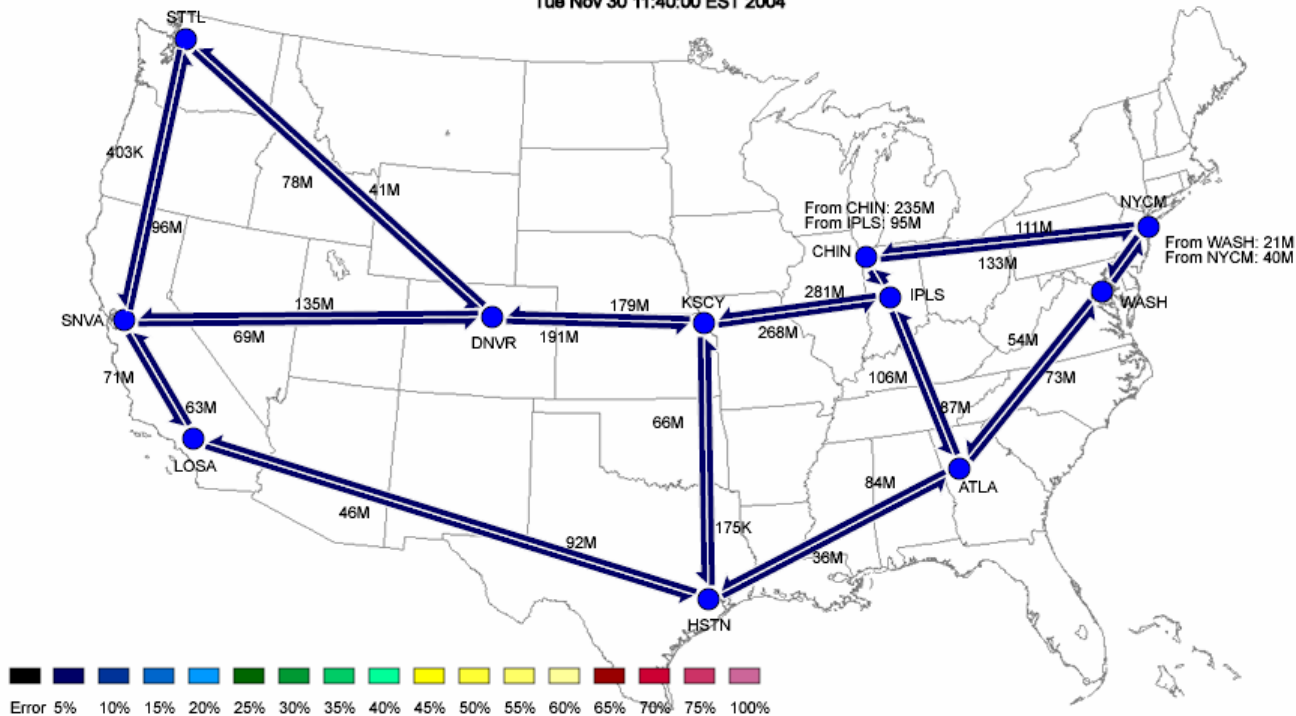 Tue Nov 30 11:40:00 EST 2004
STTL
403K
78M
41M
96M
From CHIN: 235M
From IPLS: 95M
NYCM
111M
From WASH: 21M
From NYCM: 40M
CHIN
133M
IPLS
281M
WASH
SNVA
135M
69M
DNVR
179M
191M
KSCY
268M
54M
71M
63M
LOSA
106M
87M
73M
66M
ATLA
46M
92M
175K
84M
36M
HSTN
Error 5% 10% 15% 20% 25% 30% 35% 40% 45% 50% 55% 60% 65% 70% 75% 100%